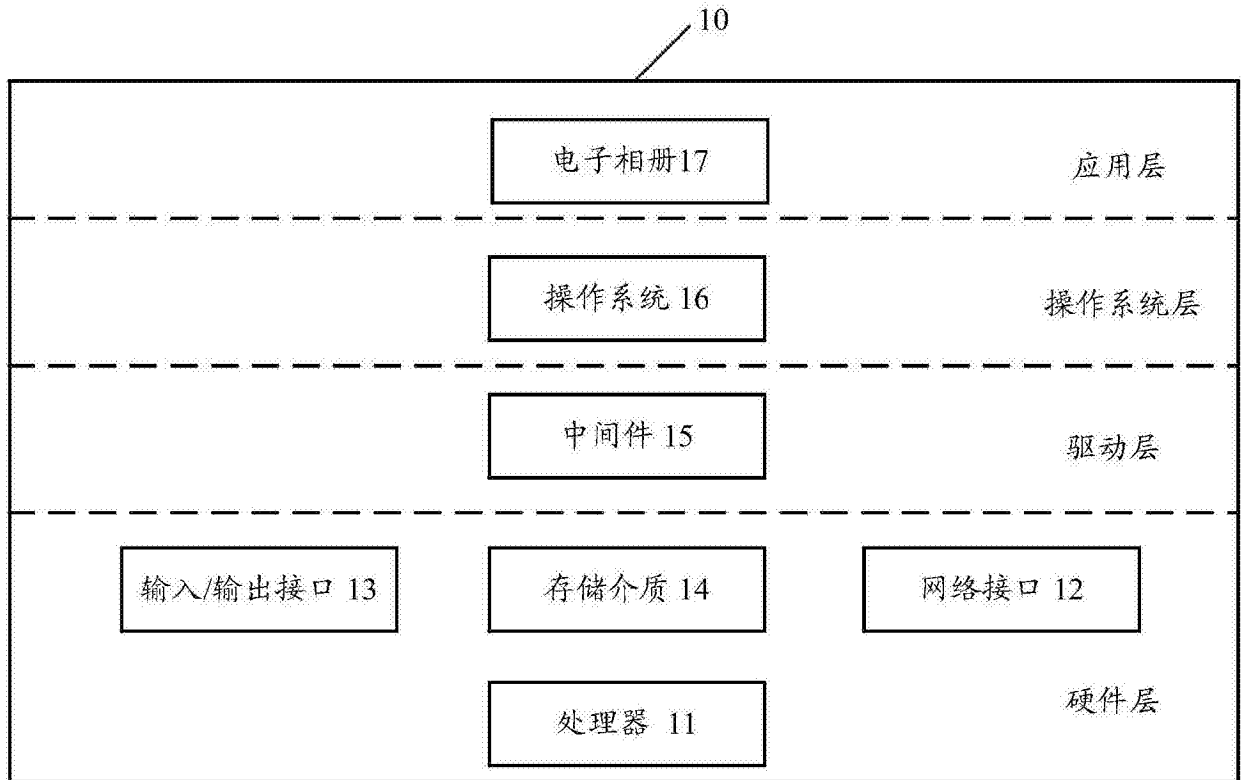 10
电子相册17
应用层
操作系统 16
操作系统层
中间件 15
驱动层
输入/输出接口 13
存储介质 14
网络接口 12
硬件层
处理器 11